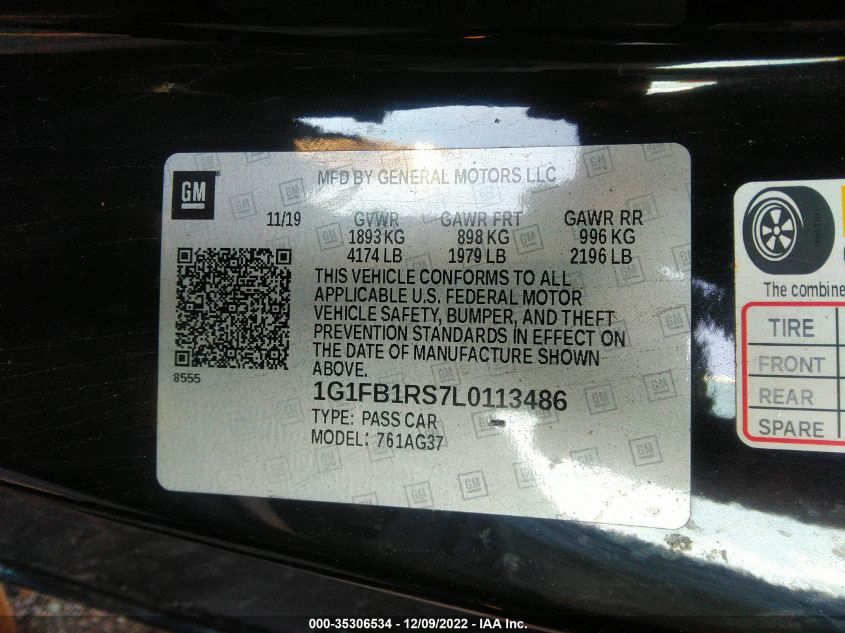 GM
MFD BY GENERAL MOTORS LLC
11/19 GVWR GAWR FRT GAWR RR
1893 KG 898 KG 996 KG
4174 LB 1979 LB 2196 LB
THIS VEHICLE CONFORMS TO ALL
APPLICABLE U.S. FEDERAL MOTOR
VEHICLE SAFETY, BUMPER, AND THEFT
PREVENTION STANDARDS IN EFFECT ON
THE DATE OF MANUFACTURE SHOWN
ABOVE.
8555
1G1FB1RS7L0113486
TYPE: PASS CAR
MODEL: 761AG37
The combine
TIRE
FRONT
REAR
SPARE
000-35306534 - 12/09/2022 - IAA Inc.